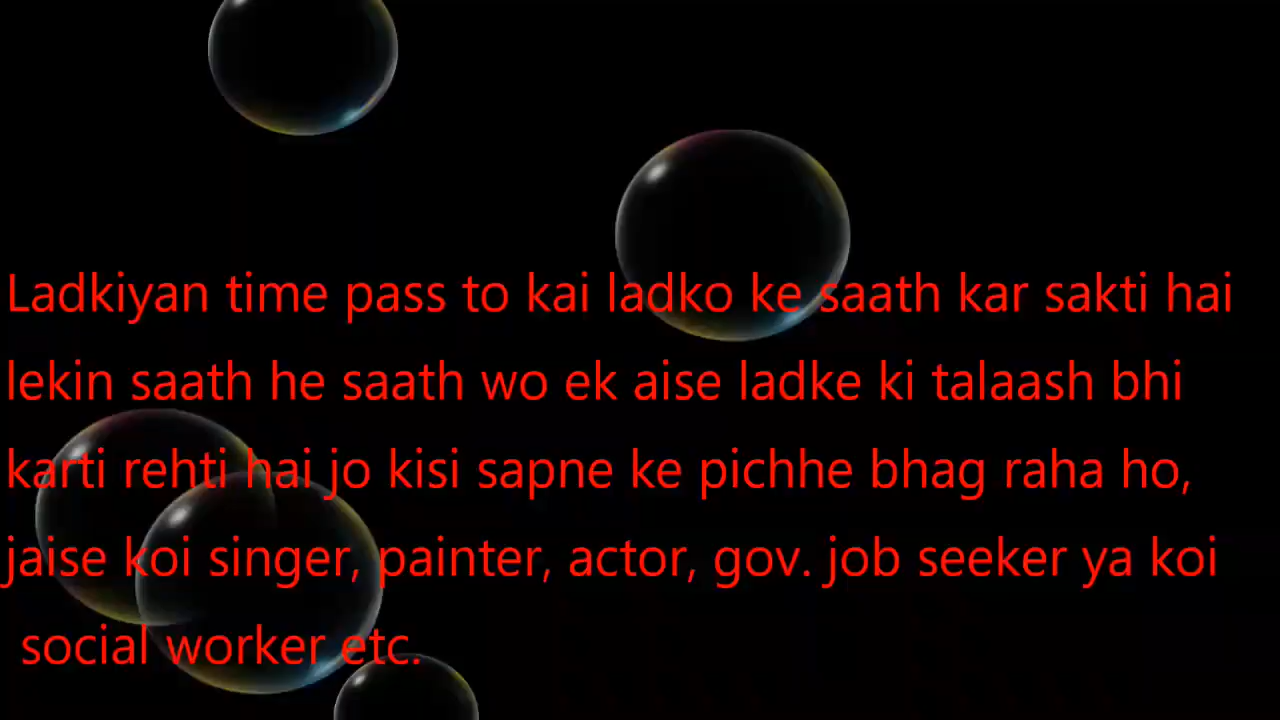 Ladkiyan time pass to kai ladko ke saath kar sakti hai
lekin saath he saath wo ek aise ladke ki talaash bhi
karti rehti hai jo kisi sapne ke pichhe bhag raha ho,
jaise koi singer, painter, actor, gov. job seeker ya koi
social worker etc.